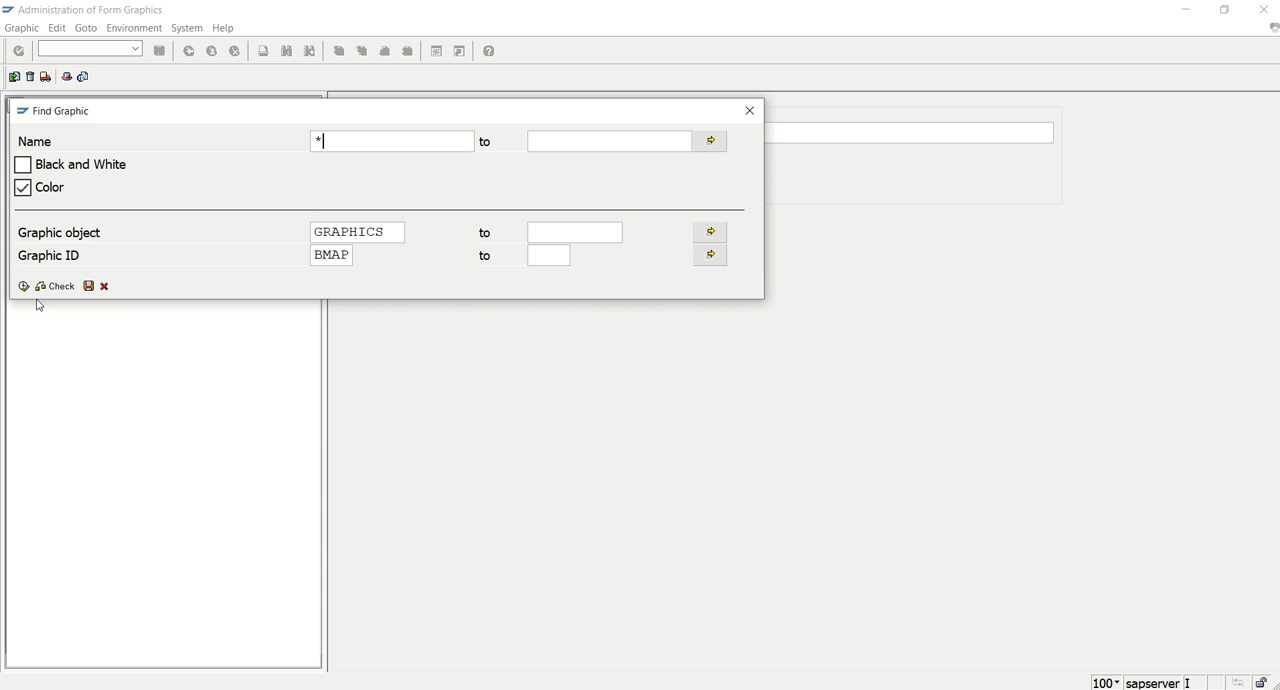 Administration of Form Graphics
Graphic Edit Goto Environment System Help
Find Graphic
Name * to
Black and White
Color
Graphic object GRAPHICS to
Graphic ID BMAP to
Check
100 sapserver